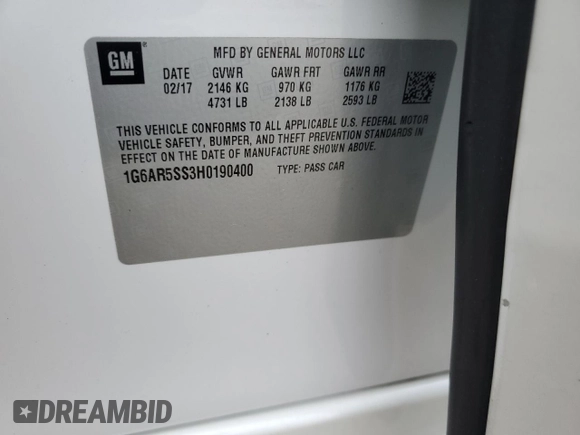 GM
MFD BY GENERAL MOTORS LLC
DATE GVWR GAWR FRT GAWR RR
02/17 2146 KG 970 KG 1176 KG
4731 LB 2138 LB 2593 LB
THIS VEHICLE CONFORMS TO ALL APPLICABLE U.S. FEDERAL MOTOR
VEHICLE SAFETY, BUMPER, AND THEFT PREVENTION STANDARDS IN
EFFECT ON THE DATE OF MANUFACTURE SHOWN ABOVE.
1G6AR5SS3H0190400 TYPE: PASS CAR
DREAMBID